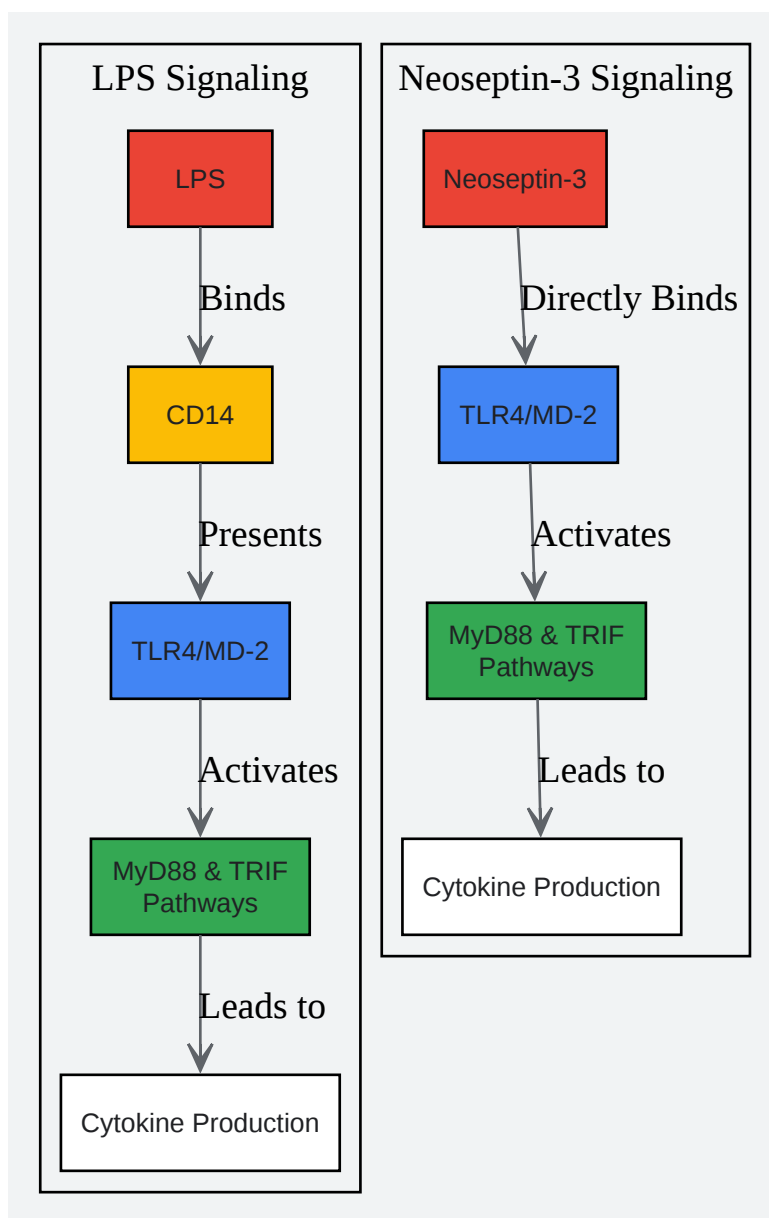 LPS Signaling
LPS
Binds
CD14
Presents
TLR4/MD-2
Activates
MyD88 & TRIF
Pathways
Leads to
Cytokine Production
Neoseptin-3 Signaling
Neoseptin-3
Directly Binds
TLR4/MD-2
Activates
MyD88 & TRIF
Pathways
Leads to
Cytokine Production